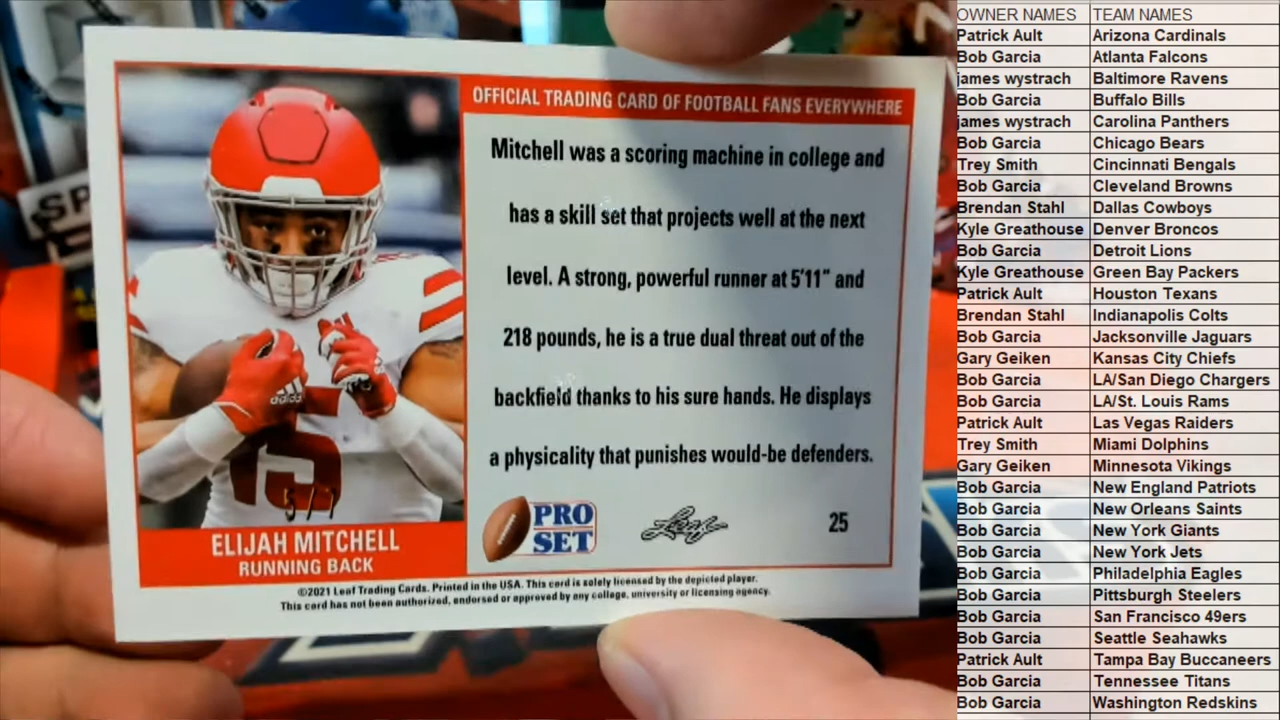 OFFICIAL TRADING CARD OF FOOTBALL FANS EVERYWHERE
Mitchell was a scoring machine in college and
has a skill set that projects well at the next
level. A strong, powerful runner at 5'11" and
218 pounds, he is a true dual threat out of the
backfield thanks to his sure hands. He displays
a physicality that punishes would-be defenders.
adidas
15
5/7
ELIJAH MITCHELL
RUNNING BACK
PRO
SET
Leaf
25
©2021 Leaf Trading Cards. Printed in the USA. This card is solely licensed by the depicted player.
This card has not been authorized, endorsed or approved by any college, university or licensing agency.
SP
OWNER NAMES TEAM NAMES
Patrick Ault Arizona Cardinals
Bob Garcia Atlanta Falcons
james wystrach Baltimore Ravens
Bob Garcia Buffalo Bills
james wystrach Carolina Panthers
Bob Garcia Chicago Bears
Trey Smith Cincinnati Bengals
Bob Garcia Cleveland Browns
Brendan Stahl Dallas Cowboys
Kyle Greathouse Denver Broncos
Bob Garcia Detroit Lions
Kyle Greathouse Green Bay Packers
Patrick Ault Houston Texans
Brendan Stahl Indianapolis Colts
Bob Garcia Jacksonville Jaguars
Gary Geiken Kansas City Chiefs
Bob Garcia LA/San Diego Chargers
Bob Garcia LA/St. Louis Rams
Patrick Ault Las Vegas Raiders
Trey Smith Miami Dolphins
Gary Geiken Minnesota Vikings
Bob Garcia New England Patriots
Bob Garcia New Orleans Saints
Bob Garcia New York Giants
Bob Garcia New York Jets
Bob Garcia Philadelphia Eagles
Bob Garcia Pittsburgh Steelers
Bob Garcia San Francisco 49ers
Bob Garcia Seattle Seahawks
Patrick Ault Tampa Bay Buccaneers
Bob Garcia Tennessee Titans
Bob Garcia Washington Redskins